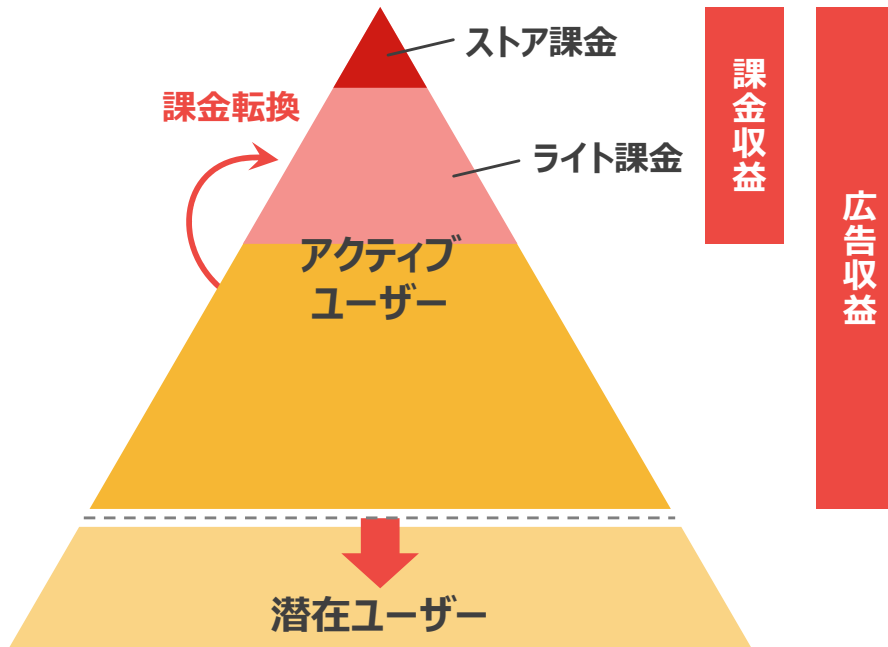 ストア課金
課金転換
ライト課金
アクティブ
ユーザー
潜在ユーザー
課金収益
広告収益